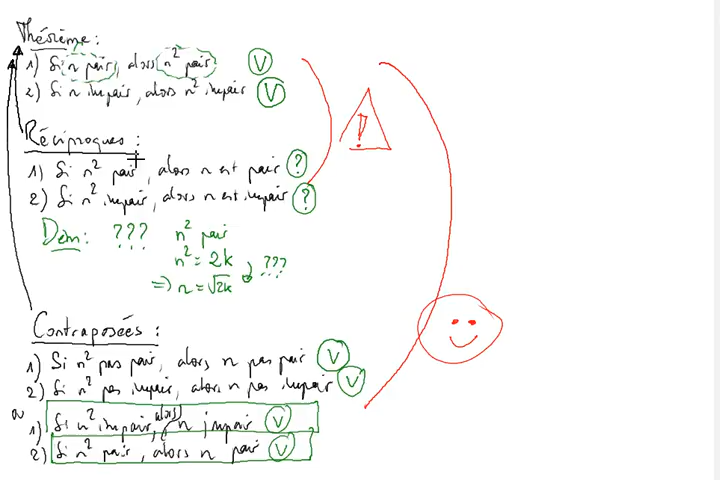 Théorème :
1) Si n pair, alors n² pair V
2) Si n impair, alors n² impair V
!
Réciproques :
1) Si n² pair, alors n est pair ?
2) Si n² impair, alors n est impair ?
Dém : ??? n² pair
n² = 2k
=> n = √2k ???
Contraposées :
1) Si n² pas pair, alors n pas pair V
2) Si n² pas impair, alors n pas impair V
1) Si n² impair, alors n impair V
2) Si n² pair, alors n pair V